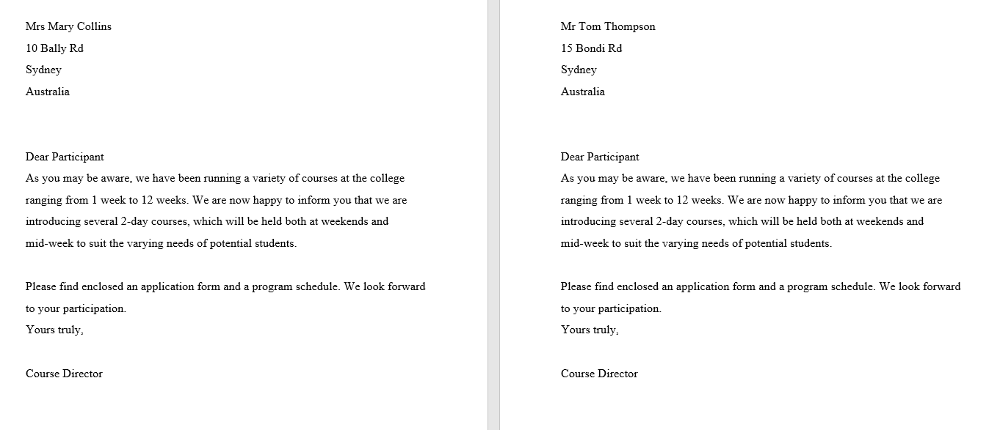 Mrs Mary Collins
10 Bally Rd
Sydney
Australia
Dear Participant
As you may be aware, we have been running a variety of courses at the college
ranging from 1 week to 12 weeks. We are now happy to inform you that we are
introducing several 2-day courses, which will be held both at weekends and
mid-week to suit the varying needs of potential students.
Please find enclosed an application form and a program schedule. We look forward
to your participation.
Yours truly,
Course Director
Mr Tom Thompson
15 Bondi Rd
Sydney
Australia
Dear Participant
As you may be aware, we have been running a variety of courses at the college
ranging from 1 week to 12 weeks. We are now happy to inform you that we are
introducing several 2-day courses, which will be held both at weekends and
mid-week to suit the varying needs of potential students.
Please find enclosed an application form and a program schedule. We look forward
to your participation.
Yours truly,
Course Director